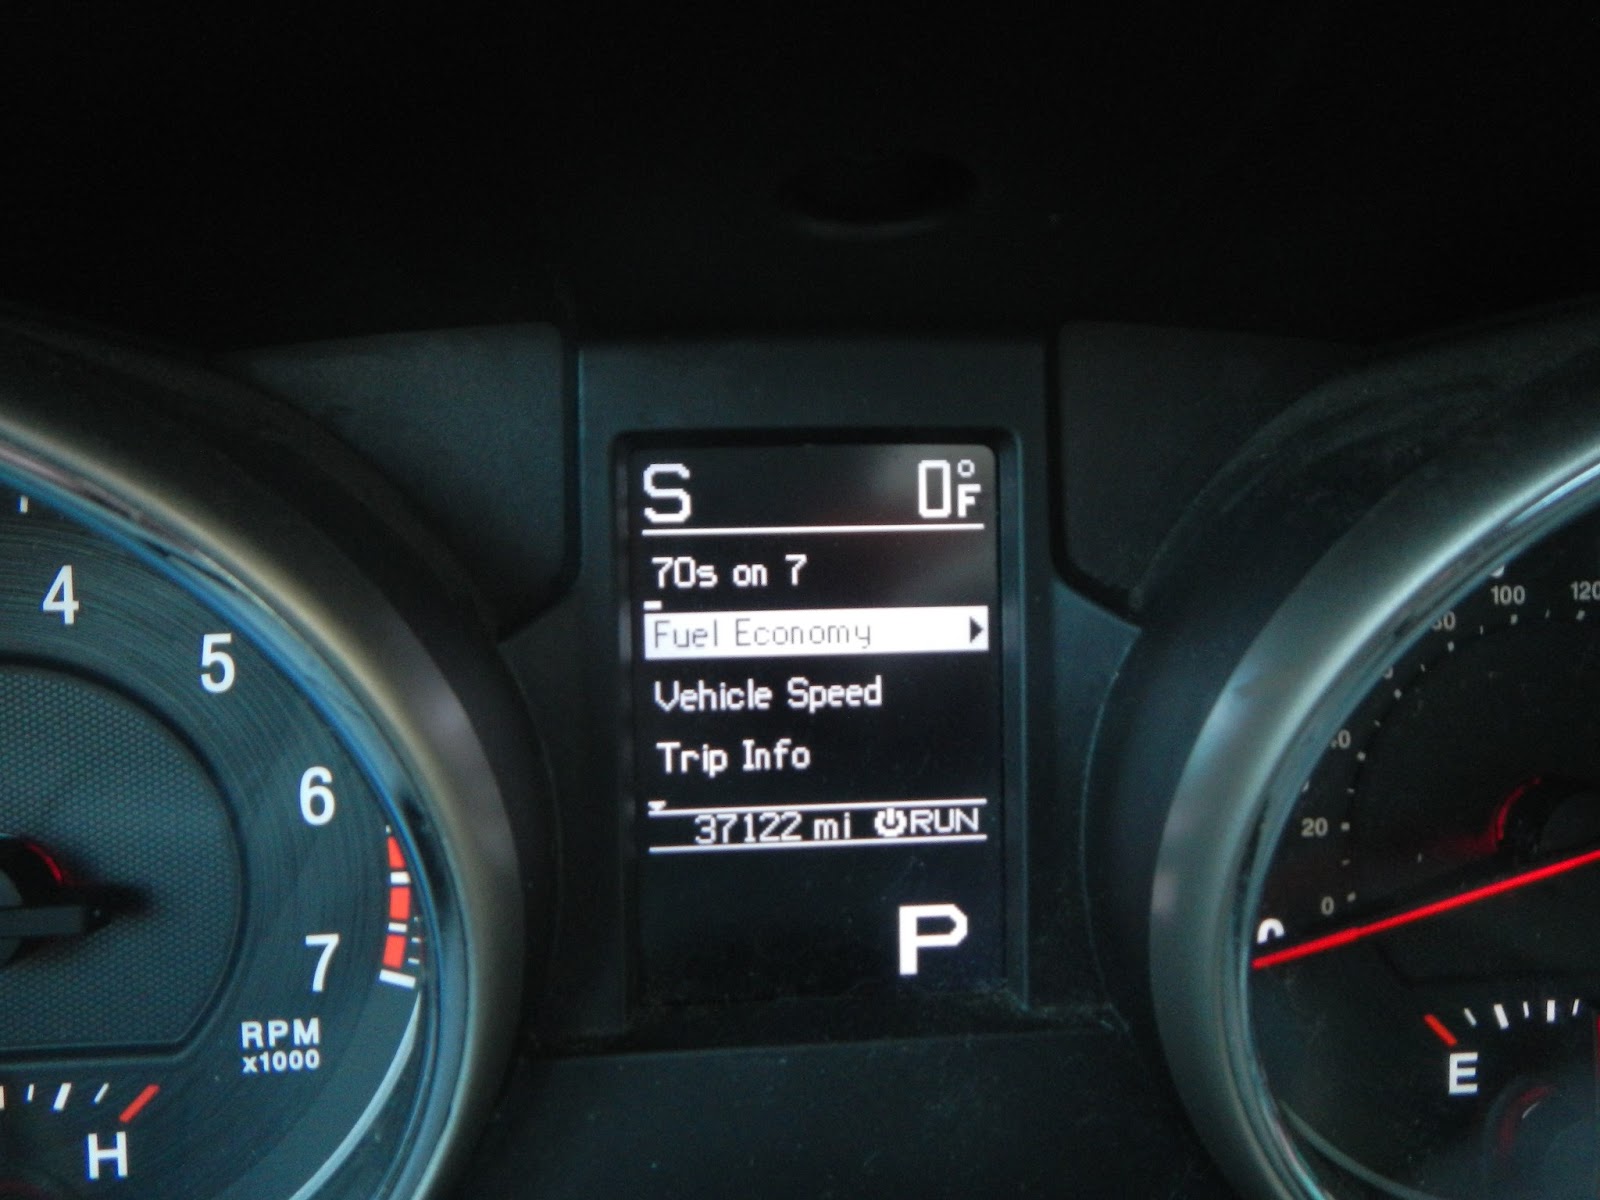 S 0°F
70s on 7
Fuel Economy
Vehicle Speed
Trip Info
37122 mi RUN
P
4
5
6
7
RPM
x1000
H
120
100
20
0
0
E